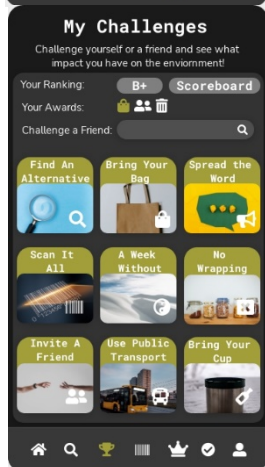 My Challenges
Challenge yourself or a friend and see what
impact you have on the enviornment!
Your Ranking: B+ Scoreboard
Your Awards:
Challenge a Friend:
Find An
Alternative
Bring Your
Bag
Spread the
Word
Scan It
All
A Week
Without
No
Wrapping
Invite A
Friend
Use Public
Transport
Bring Your
Cup